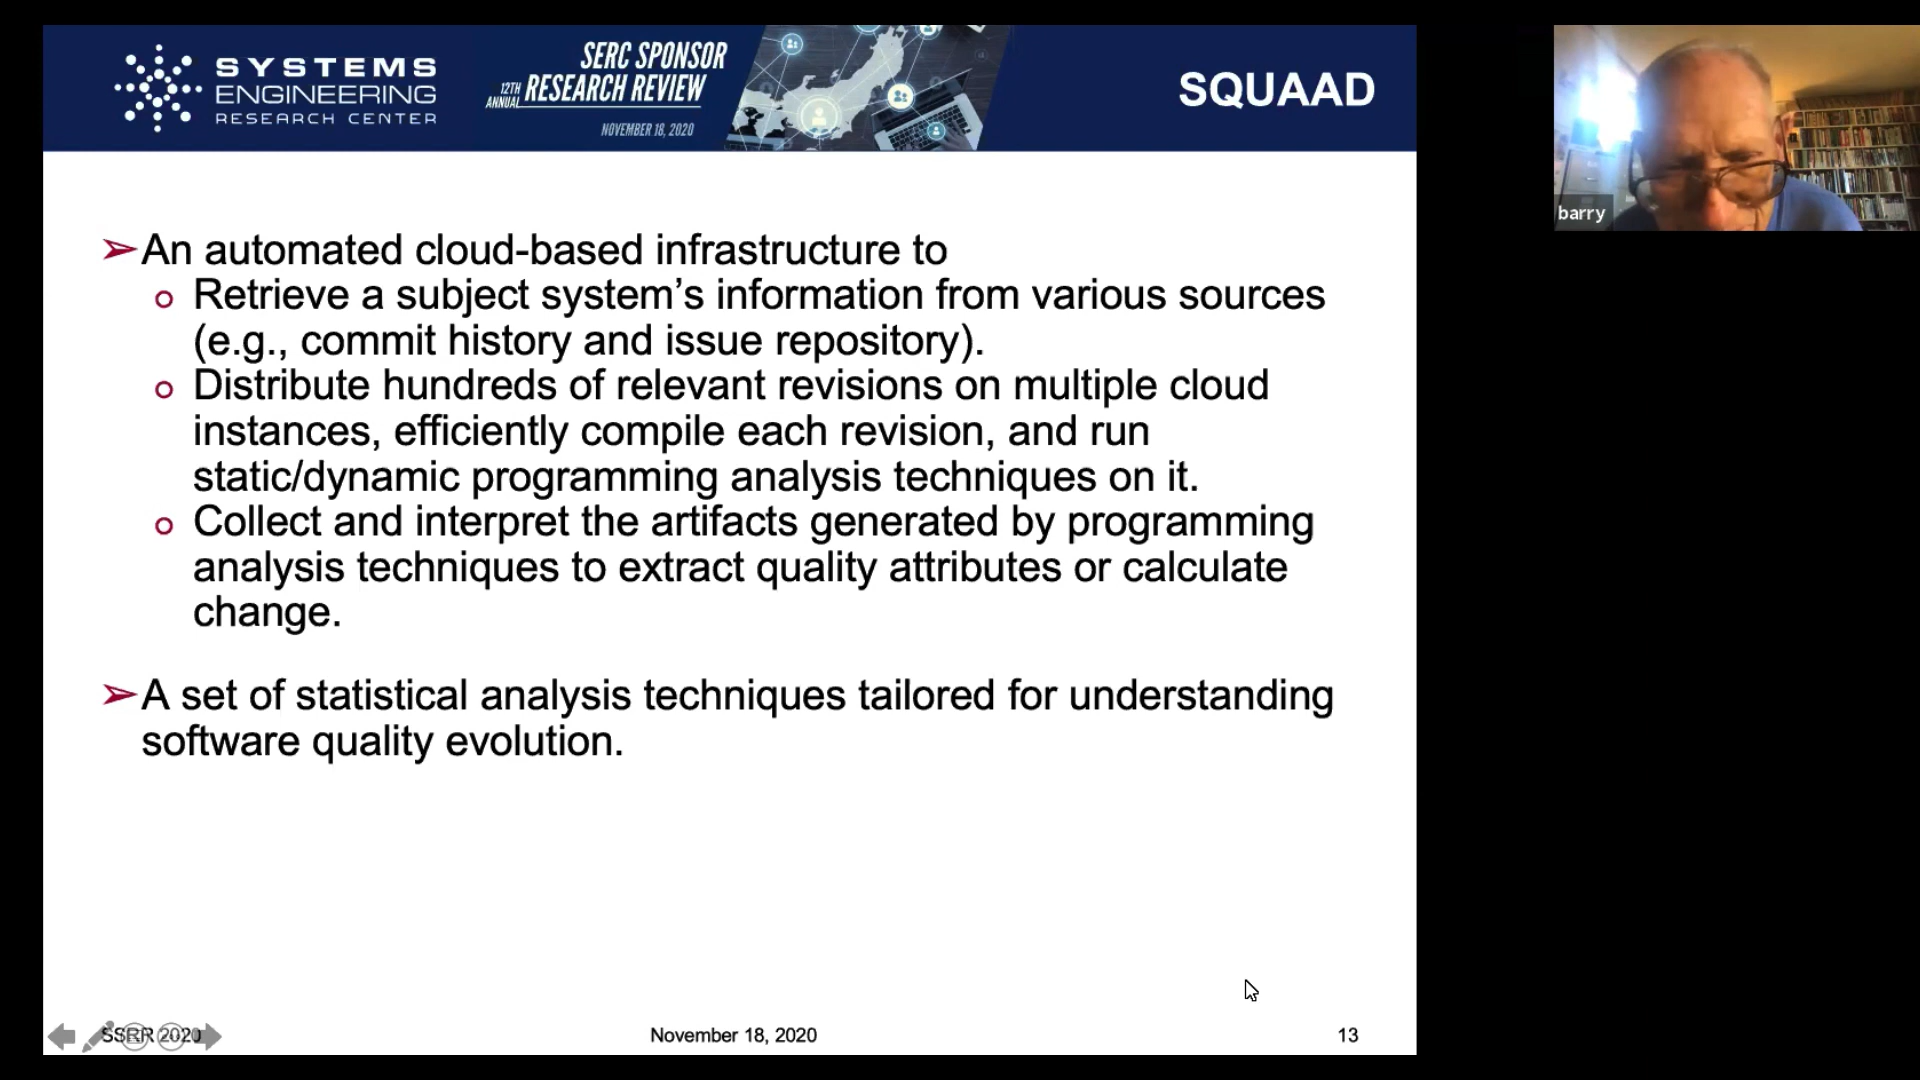 SYSTEMS
ENGINEERING
RESEARCH CENTER
SERC SPONSOR
12TH ANNUAL RESEARCH REVIEW
NOVEMBER 18, 2020
SQUAAD
barry
➢An automated cloud-based infrastructure to
o Retrieve a subject system’s information from various sources
(e.g., commit history and issue repository).
o Distribute hundreds of relevant revisions on multiple cloud
instances, efficiently compile each revision, and run
static/dynamic programming analysis techniques on it.
o Collect and interpret the artifacts generated by programming
analysis techniques to extract quality attributes or calculate
change.
➢A set of statistical analysis techniques tailored for understanding
software quality evolution.
SSRR 2020
November 18, 2020
13